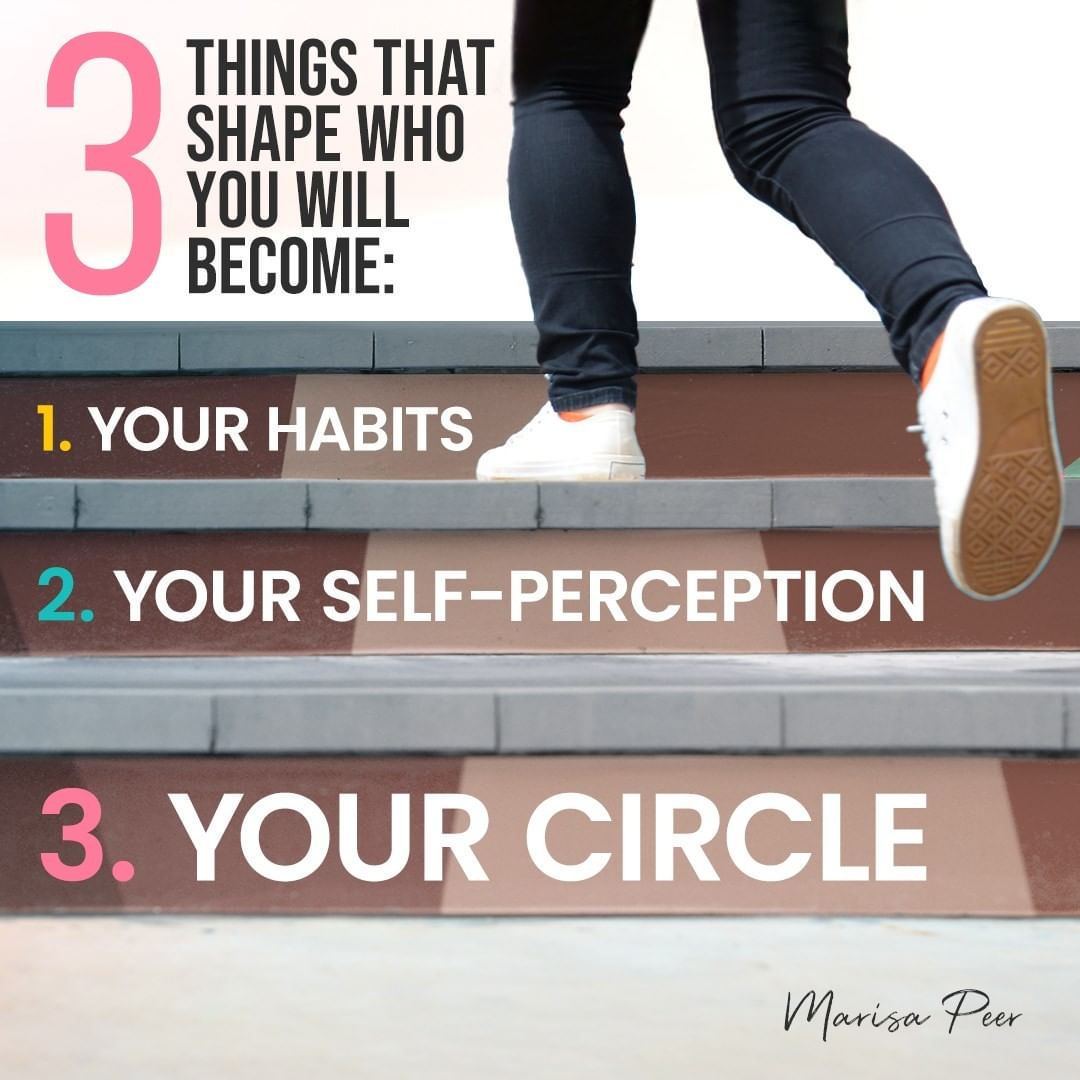 3 THINGS THAT
SHAPE WHO
YOU WILL
BECOME:
1. YOUR HABITS
2. YOUR SELF-PERCEPTION
3. YOUR CIRCLE
Marisa Peer